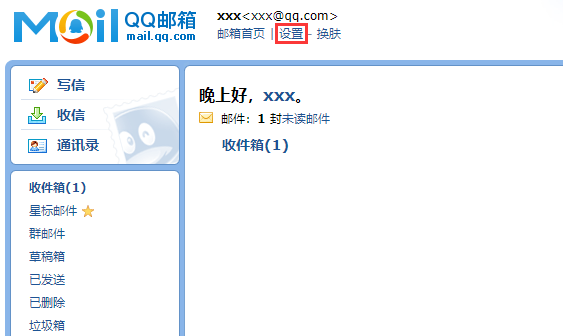 Mail QQ邮箱
mail.qq.com
xxx<xxx@qq.com>
邮箱首页 | 设置 - 换肤
写信
收信
通讯录
收件箱(1)
星标邮件
群邮件
草稿箱
已发送
已删除
垃圾箱
晚上好，xxx。
邮件：1 封未读邮件
收件箱(1)